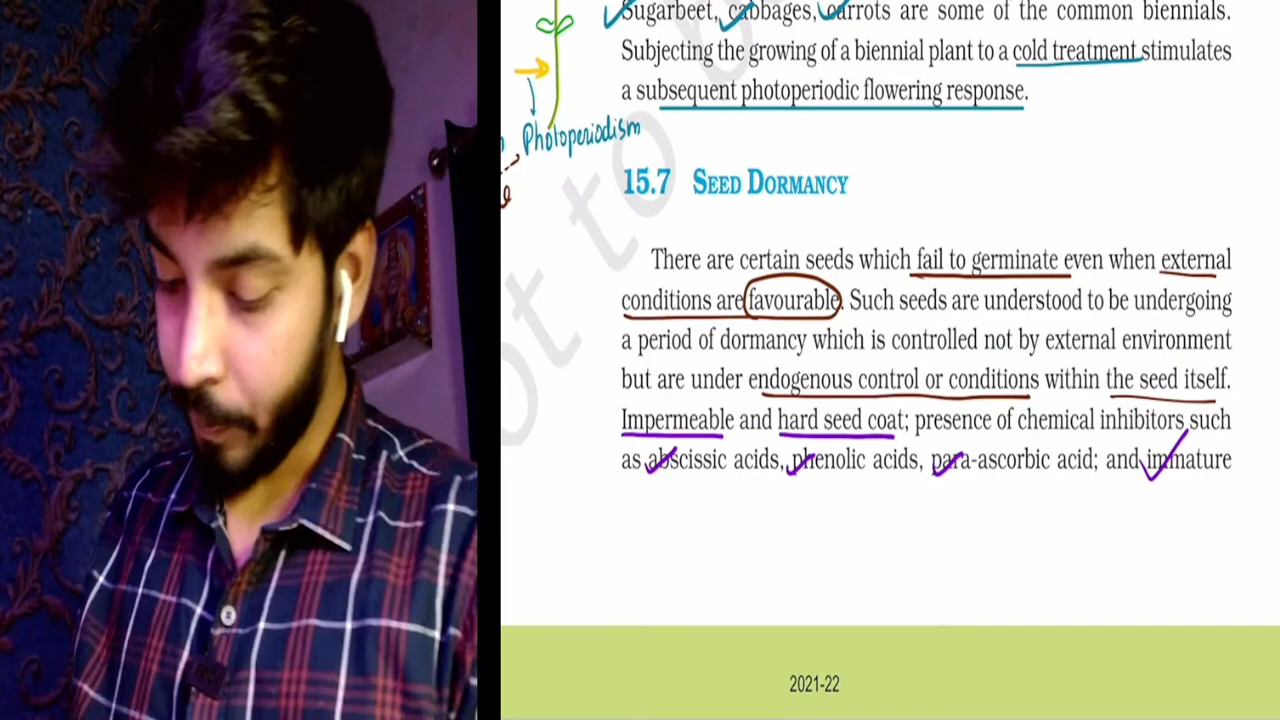 Sugarbeet, cabbages, carrots are some of the common biennials.
Subjecting the growing of a biennial plant to a cold treatment stimulates
a subsequent photoperiodic flowering response.
Photoperiodism
15.7 SEED DORMANCY
There are certain seeds which fail to germinate even when external
conditions are favourable. Such seeds are understood to be undergoing
a period of dormancy which is controlled not by external environment
but are under endogenous control or conditions within the seed itself.
Impermeable and hard seed coat; presence of chemical inhibitors such
as abscissic acids, phenolic acids, para-ascorbic acid; and immature
2021-22